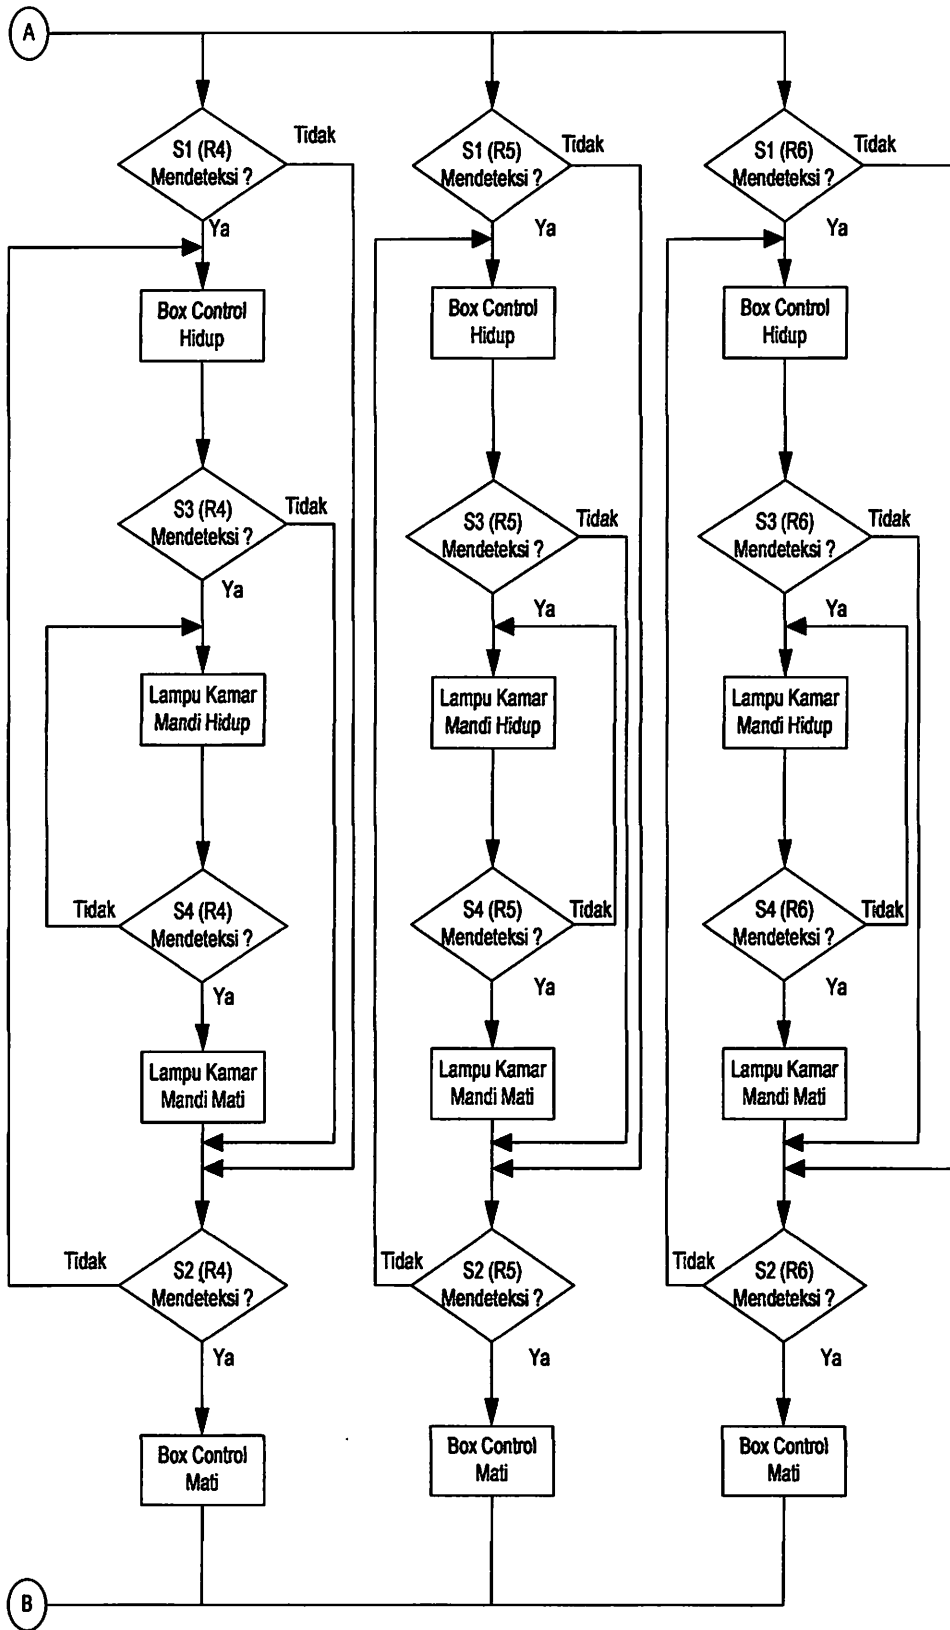 A
S1 (R4)
Mendeteksi ?
Tidak
Ya
Box Control
Hidup
S3 (R4)
Mendeteksi ?
Tidak
Ya
Lampu Kamar
Mandi Hidup
S4 (R4)
Mendeteksi ?
Tidak
Ya
Lampu Kamar
Mandi Mati
S2 (R4)
Mendeteksi ?
Tidak
Ya
Box Control
Mati
S1 (R5)
Mendeteksi ?
Tidak
Ya
Box Control
Hidup
S3 (R5)
Mendeteksi ?
Tidak
Ya
Lampu Kamar
Mandi Hidup
S4 (R5)
Mendeteksi ?
Tidak
Ya
Lampu Kamar
Mandi Mati
S2 (R5)
Mendeteksi ?
Tidak
Ya
Box Control
Mati
S1 (R6)
Mendeteksi ?
Tidak
Ya
Box Control
Hidup
S3 (R6)
Mendeteksi ?
Tidak
Ya
Lampu Kamar
Mandi Hidup
S4 (R6)
Mendeteksi ?
Tidak
Ya
Lampu Kamar
Mandi Mati
S2 (R6)
Mendeteksi ?
Tidak
Ya
Box Control
Mati
B